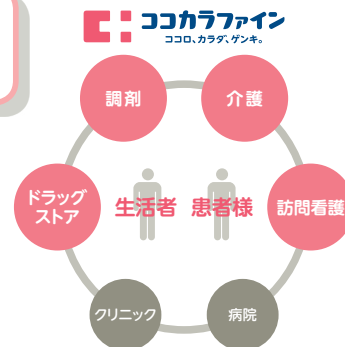 ココカラファイン
ココロ、カラダ、ゲンキ。
調剤
介護
ドラッグ
ストア
生活者 患者様
訪問看護
クリニック
病院